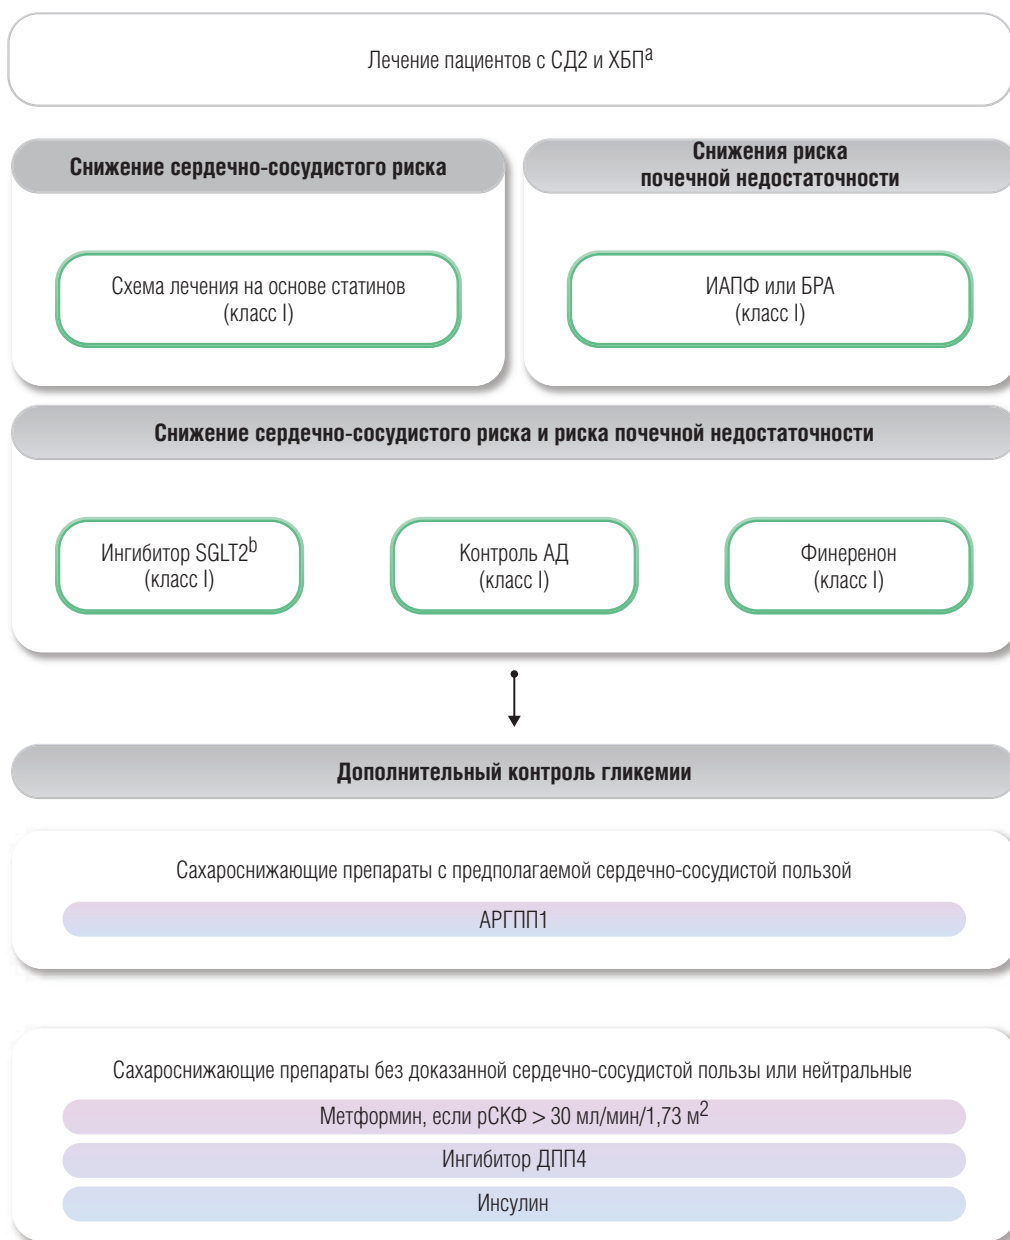 Лечение пациентов с СД2 и ХБПa
Снижение сердечно-сосудистого риска
Схема лечения на основе статинов
(класс I)
Снижения риска
почечной недостаточности
ИАПФ или БРА
(класс I)
Снижение сердечно-сосудистого риска и риска почечной недостаточности
Ингибитор SGLT2b
(класс I)
Контроль АД
(класс I)
Финеренон
(класс I)
Дополнительный контроль гликемии
Сахароснижающие препараты с предполагаемой сердечно-сосудистой пользой
АРГПП1
Сахароснижающие препараты без доказанной сердечно-сосудистой пользы или нейтральные
Метформин, если рСКФ > 30 мл/мин/1,73 м2
Ингибитор ДПП4
Инсулин